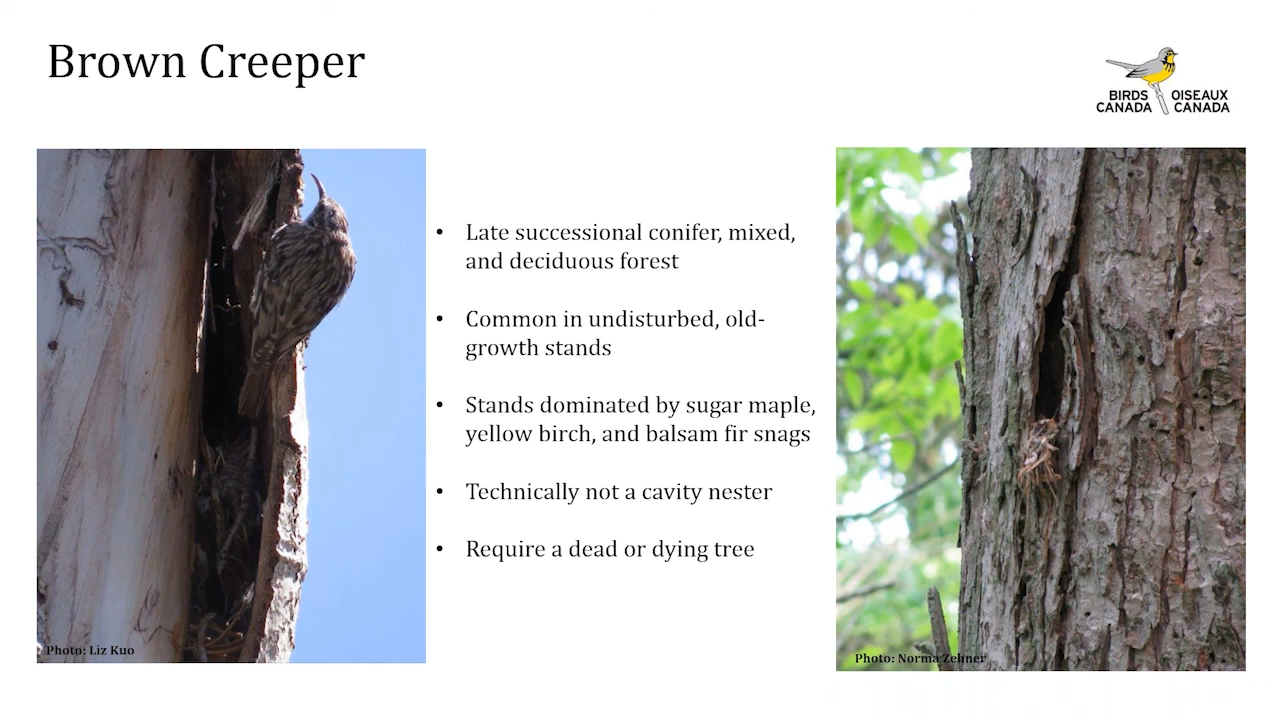 Brown Creeper
BIRDS CANADA
OISEAUX CANADA
• Late successional conifer, mixed,
and deciduous forest
• Common in undisturbed, old-
growth stands
• Stands dominated by sugar maple,
yellow birch, and balsam fir snags
• Technically not a cavity nester
• Require a dead or dying tree
Photo: Liz Kuo
Photo: Norma Zehner